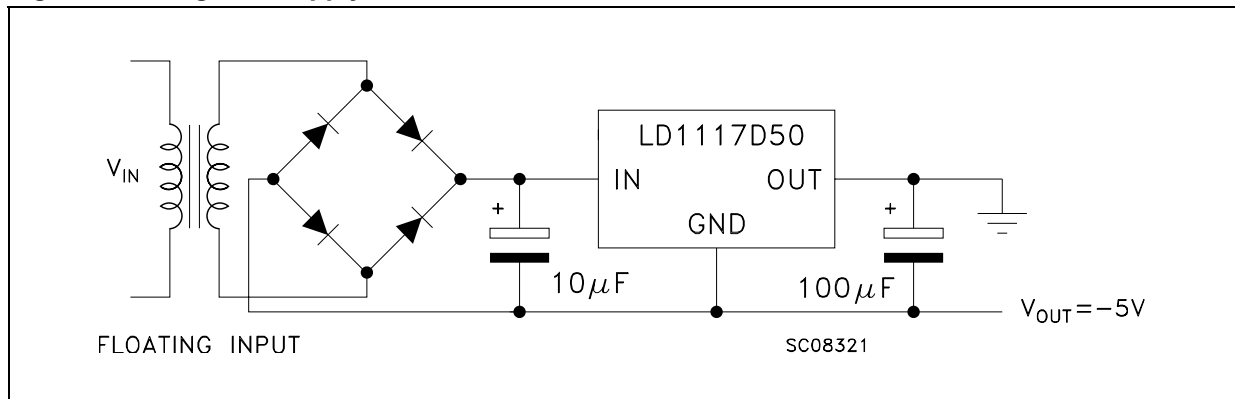 LD1117D50
V_IN
IN
OUT
GND
+
+
10μF
100μF
V_OUT=-5V
FLOATING INPUT
SC08321